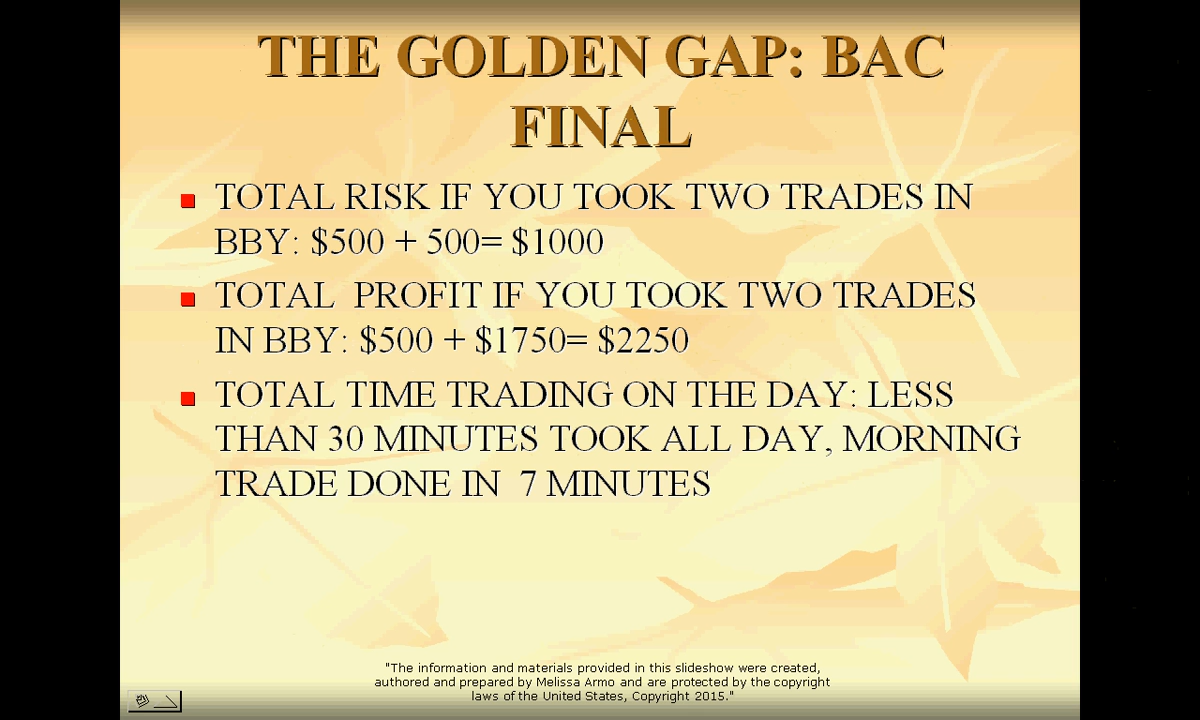 THE GOLDEN GAP: BAC
FINAL
TOTAL RISK IF YOU TOOK TWO TRADES IN
BBY: $500 + 500= $1000
TOTAL  PROFIT IF YOU TOOK TWO TRADES
IN BBY: $500 + $1750= $2250
TOTAL TIME TRADING ON THE DAY: LESS
THAN 30 MINUTES TOOK ALL DAY, MORNING
TRADE DONE IN  7 MINUTES
"The information and materials provided in this slideshow were created,
authored and prepared by Melissa Armo and are protected by the copyright
laws of the United States, Copyright 2015."